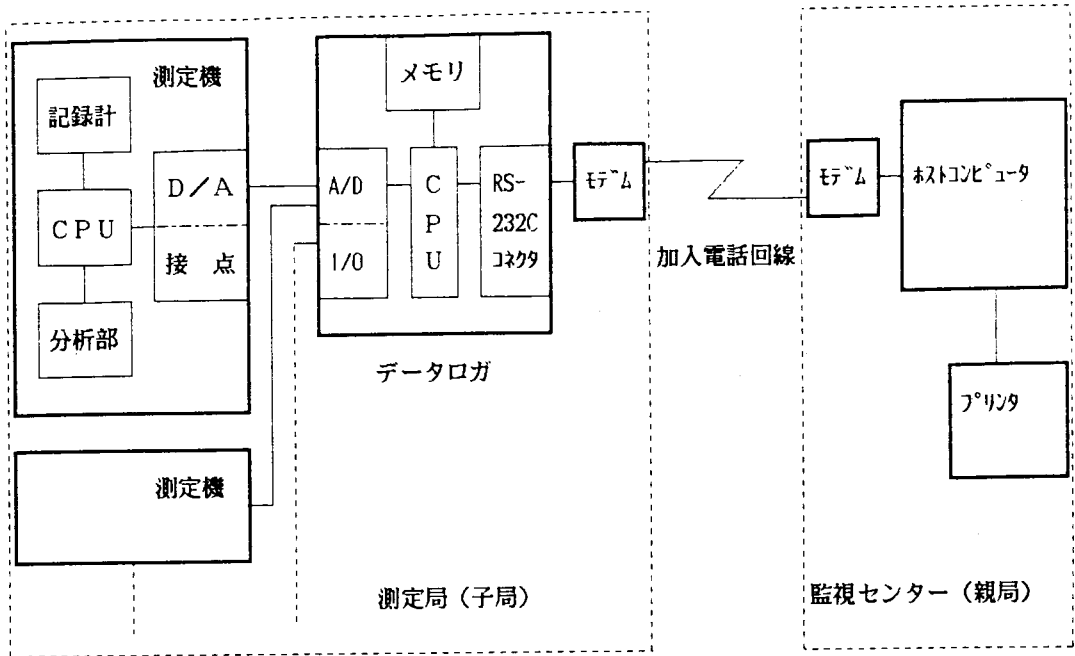 測定機
記録計
CPU
分析部
D/A
接 点
メモリ
A/D
I/O
C
P
U
RS-
232C
ｺﾈｸﾀ
データロガ
ﾓﾃﾞﾑ
測定機
測定局（子局）
加入電話回線
ﾓﾃﾞﾑ
ﾎｽﾄｺﾝﾋﾟｭｰﾀ
ﾌﾟﾘﾝﾀ
監視センター（親局）